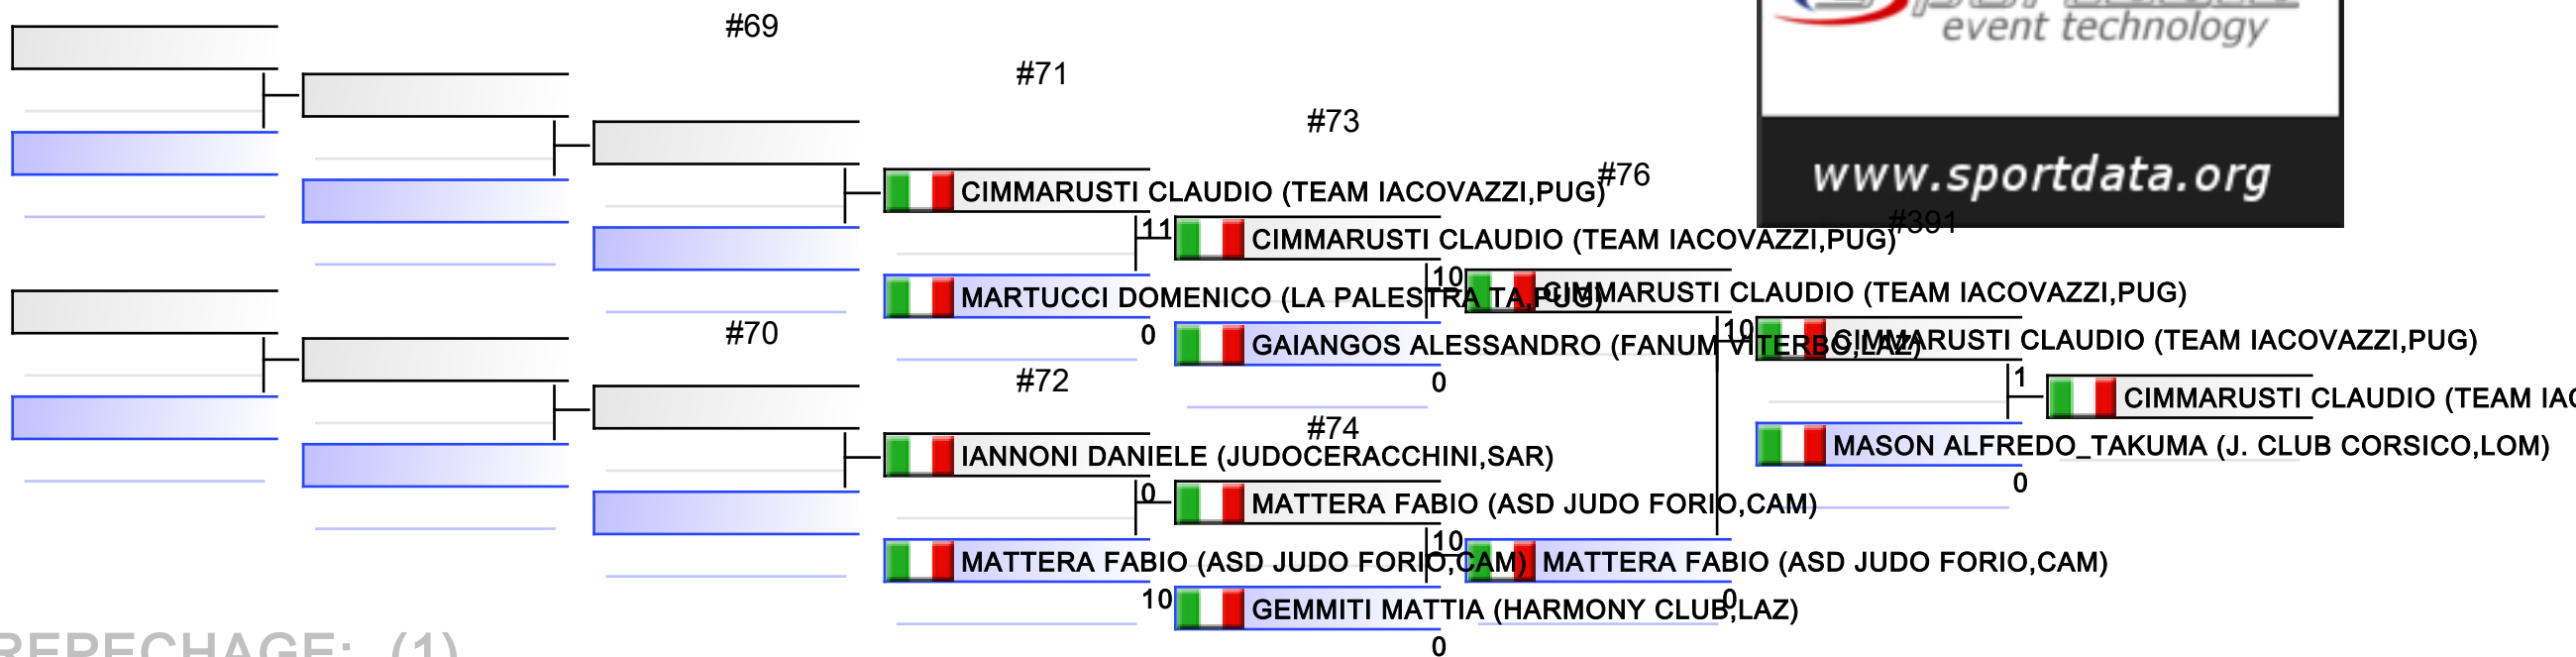 event technology
#69
#71
#73
#76
www.sportdata.org
#391
CIMMARUSTI CLAUDIO (TEAM IACOVAZZI,PUG)
11
CIMMARUSTI CLAUDIO (TEAM IACOVAZZI,PUG)
MARTUCCI DOMENICO (LA PALESTRA TA,PUG)
0
10
CIMMARUSTI CLAUDIO (TEAM IACOVAZZI,PUG)
GAIANGOS ALESSANDRO (FANUM VITERBO,LAZ)
0
10
CIMMARUSTI CLAUDIO (TEAM IACOVAZZI,PUG)
1
CIMMARUSTI CLAUDIO (TEAM
MASON ALFREDO_TAKUMA (J. CLUB CORSICO,LOM)
0
#70
#72
#74
IANNONI DANIELE (JUDOCERACCHINI,SAR)
0
MATTERA FABIO (ASD JUDO FORIO,CAM)
MATTERA FABIO (ASD JUDO FORIO,CAM)
10
10
MATTERA FABIO (ASD JUDO FORIO,CAM)
0
GEMMITI MATTIA (HARMONY CLUB,LAZ)
0
REPECHAGE: (1)